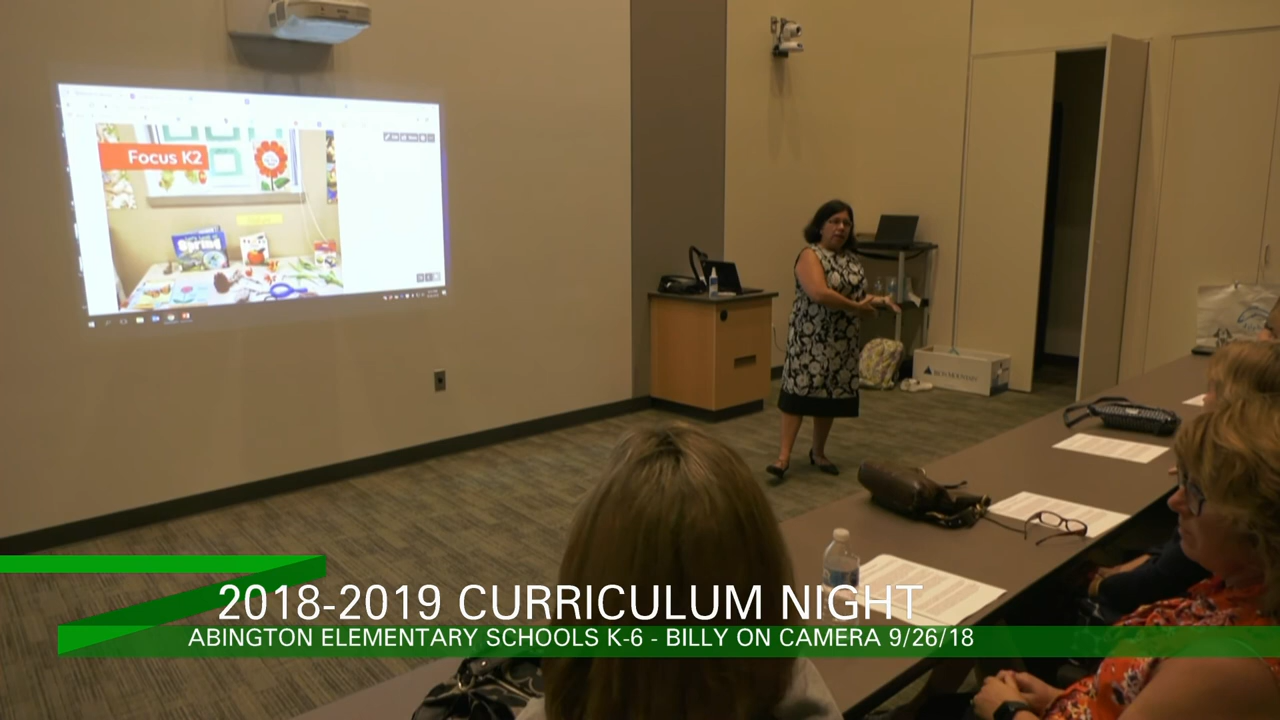 Focus K2
Spring
2018-2019 CURRICULUM NIGHT
ABINGTON ELEMENTARY SCHOOLS K-6 - BILLY ON CAMERA 9/26/18